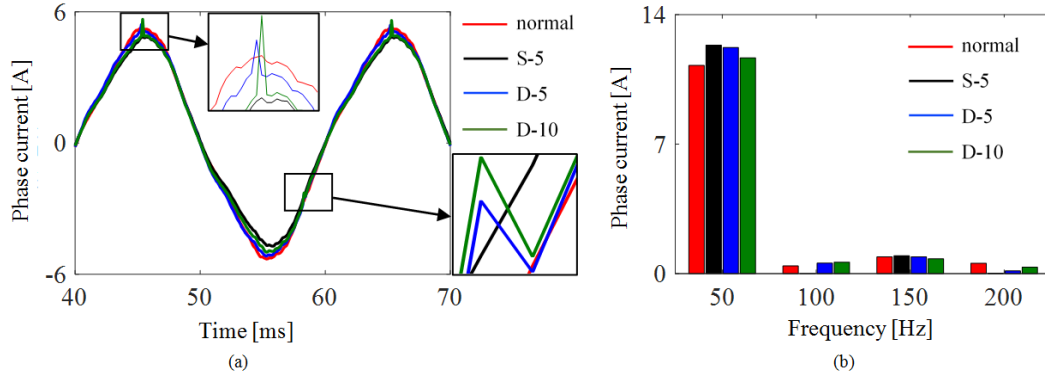 6
0
-6
40
50
60
70
Phase current [A]
Time [ms]
normal
S-5
D-5
D-10
(a)
14
7
0
50
100
150
200
Phase current [A]
Frequency [Hz]
normal
S-5
D-5
D-10
(b)